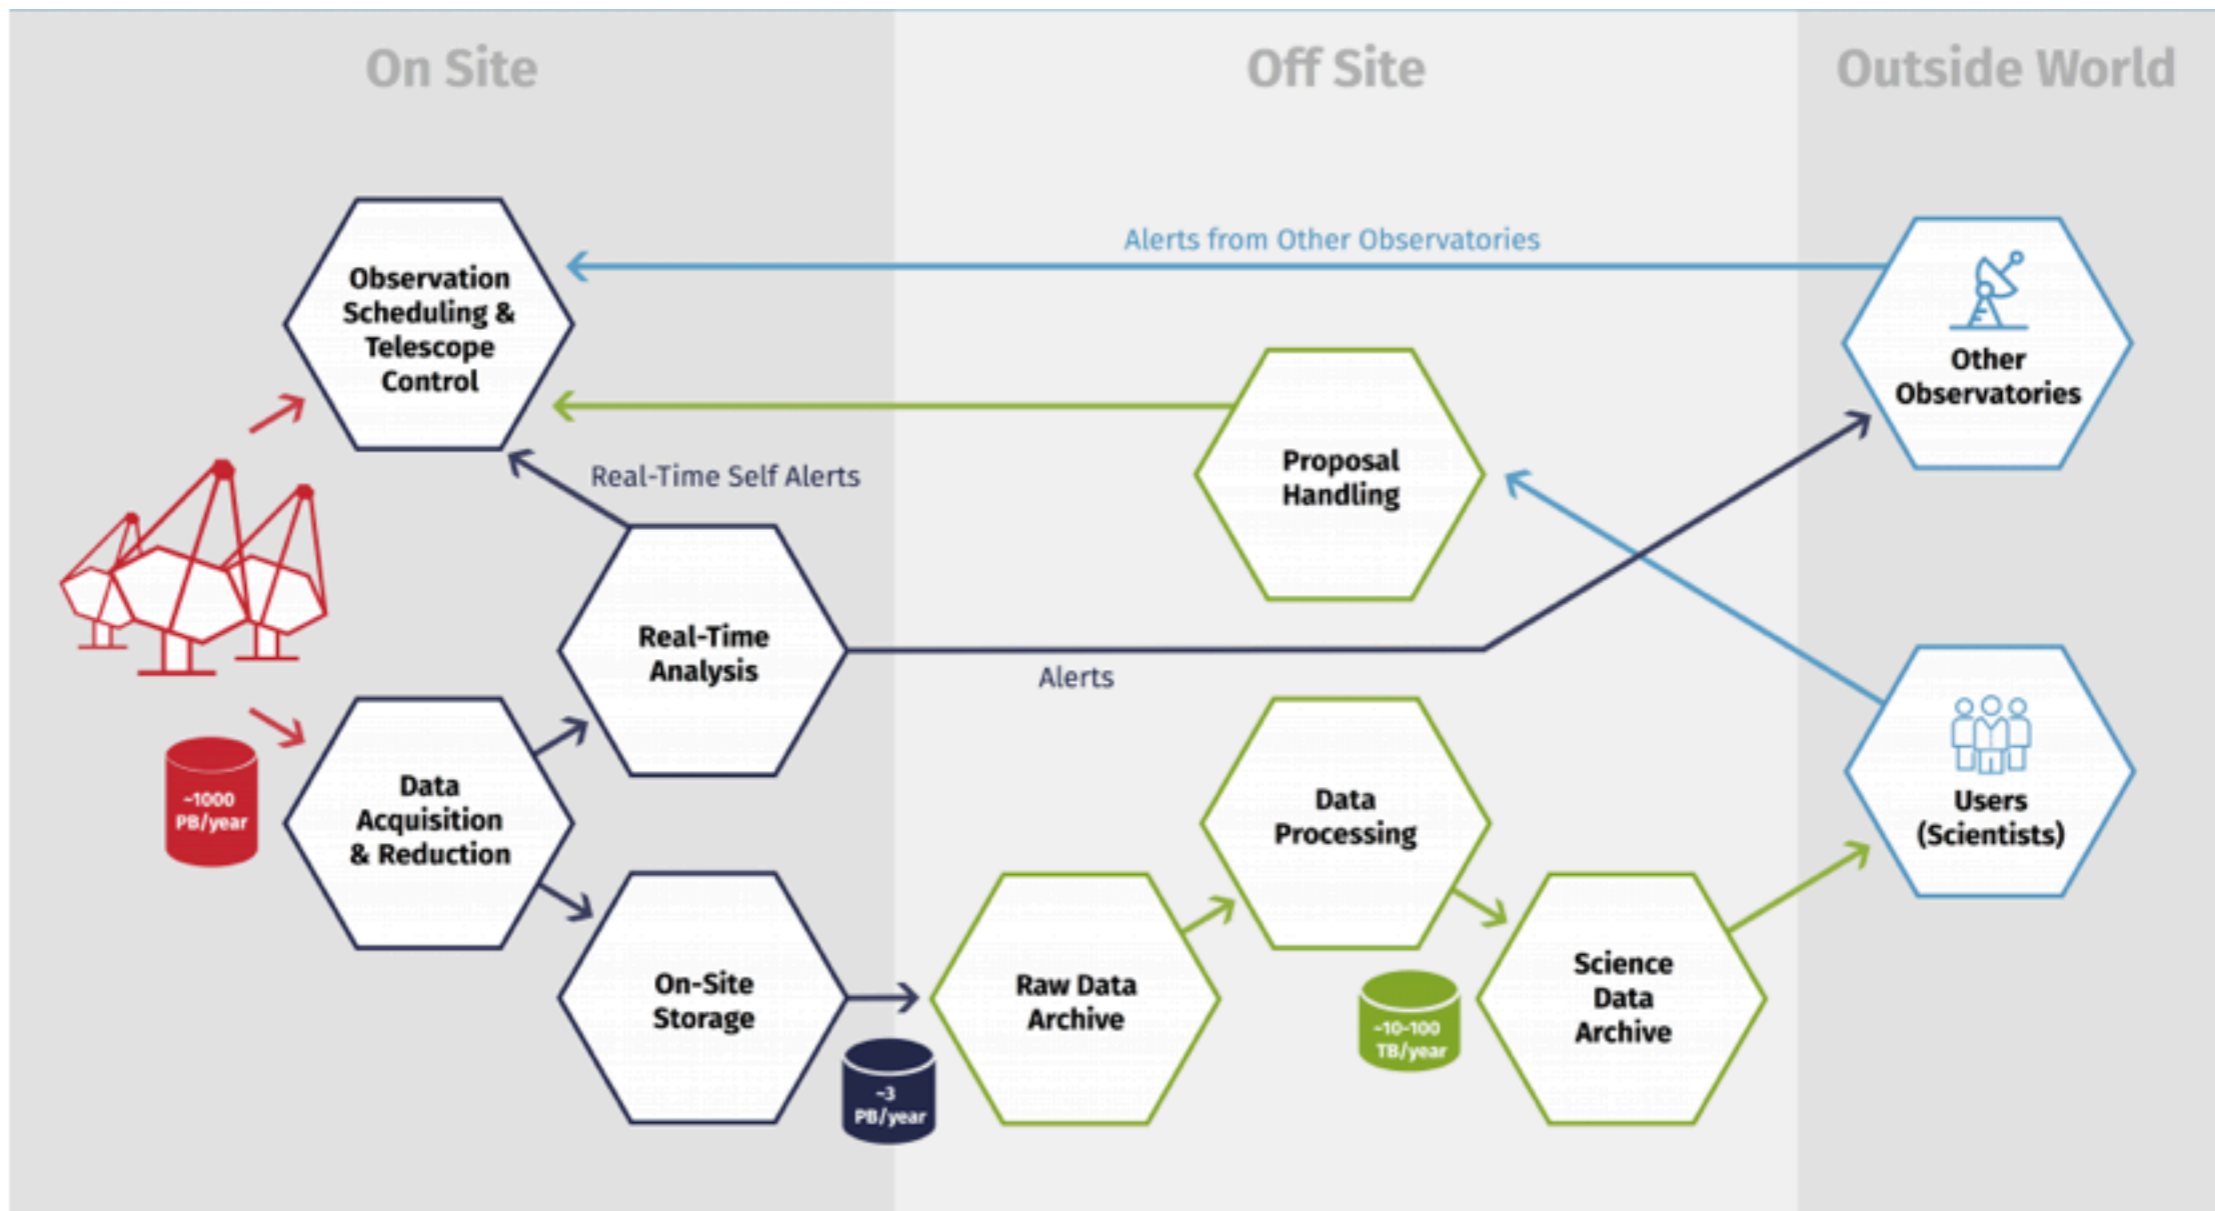 On Site
Off Site
Outside World
Alerts from Other Observatories
Observation
Scheduling &
Telescope
Control
Other
Observatories
Proposal
Handling
Real-Time Self Alerts
Real-Time
Analysis
Alerts
Data
Acquisition
& Reduction
~1000
PB/year
Data
Processing
Users
(Scientists)
On-Site
Storage
Raw Data
Archive
Science
Data
Archive
~10-100
TB/year
~3
PB/year